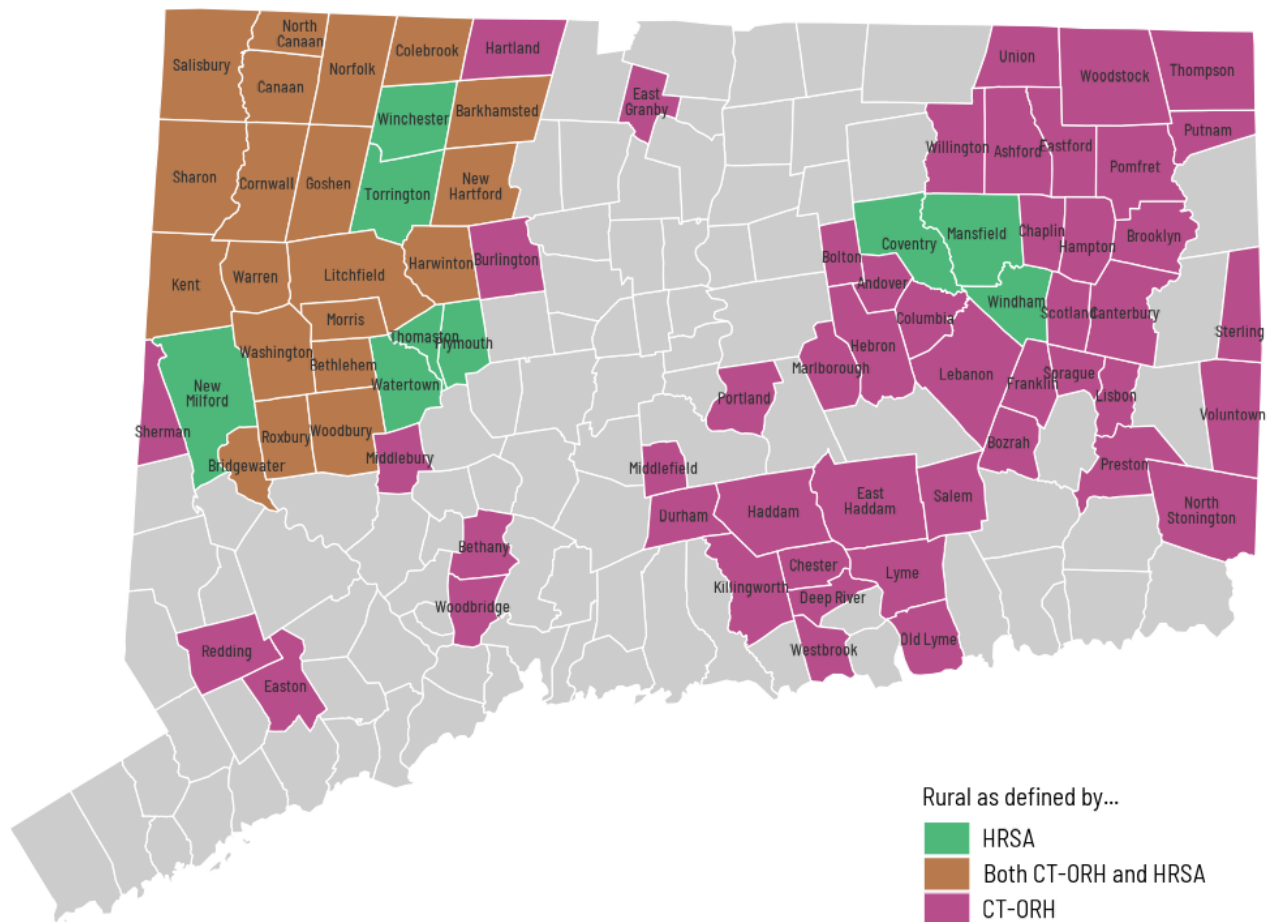 North
Canaan
Colebrook
Hartland
Salisbury
Norfolk
Canaan
Union
Woodstock
Thompson
East
Granby
Winchester
Barkhamsted
Putnam
Willington
Ashford
Eastford
Pomfret
Sharon
Cornwall
Goshen
Torrington
New
Hartford
Coventry
Mansfield
Chaplin
Hampton
Brooklyn
Kent
Warren
Litchfield
Harwinton
Burlington
Bolton
Andover
Windham
Scotland
Canterbury
Sterling
Morris
Columbia
Washington
Thomaston
Plymouth
Hebron
Marlborough
Bethlehem
Watertown
New
Milford
Lebanon
Franklin
Sprague
Lisbon
Voluntown
Portland
Sherman
Roxbury
Woodbury
Bozrah
Middlebury
Bridgewater
Middlefield
Preston
Durham
Haddam
East
Haddam
Salem
North
Stonington
Bethany
Killingworth
Chester
Lyme
Woodbridge
Deep River
Redding
Westbrook
Old Lyme
Easton
Rural as defined by...
HRSA
Both CT-ORH and HRSA
CT-ORH